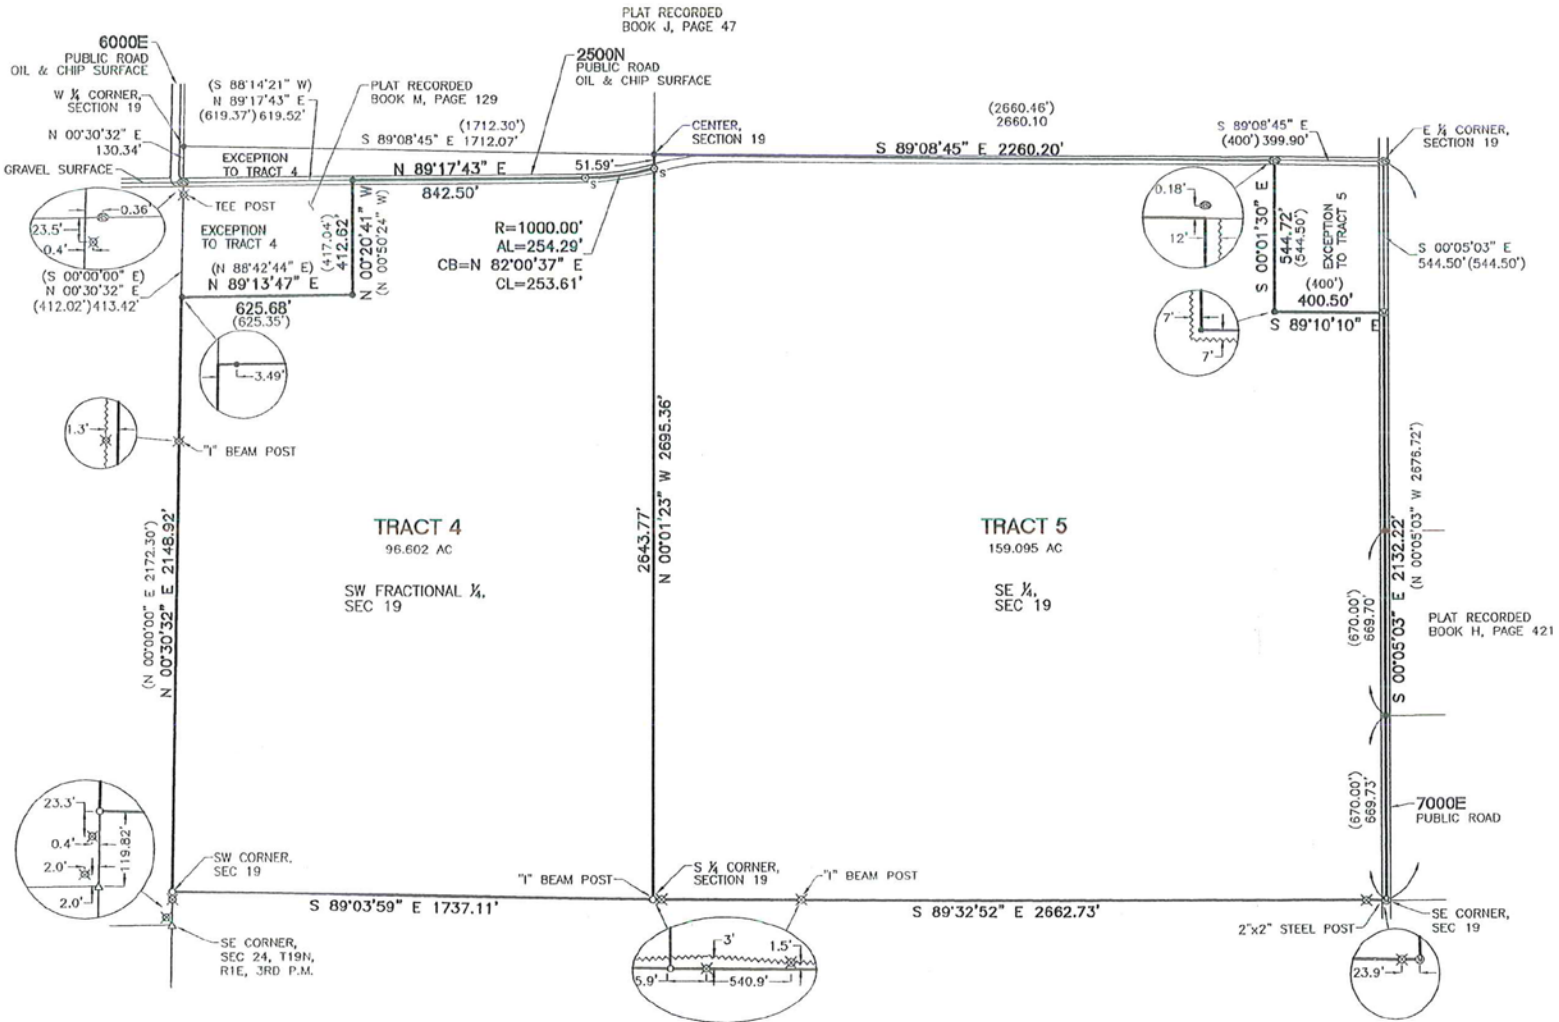 PLAT RECORDED
BOOK J, PAGE 47
6000E
PUBLIC ROAD
OIL & CHIP SURFACE
W ¼ CORNER,
SECTION 19
N 00°30'32" E
130.34'
GRAVEL SURFACE
(S 88°14'21" W)
N 89°17'43" E
(619.37') 619.52'
PLAT RECORDED
BOOK M, PAGE 129
2500N
PUBLIC ROAD
OIL & CHIP SURFACE
(1712.30')
S 89°08'45" E 1712.07'
CENTER,
SECTION 19
(2660.46')
2660.10
S 89°08'45" E 2260.20'
S 89°08'45" E
(400') 399.90'
E ¼ CORNER,
SECTION 19
EXCEPTION
TO TRACT 4
N 89°17'43" E
842.50'
51.59'
S
S
TEE POST
0.36'
23.5'
0.4'
EXCEPTION
TO TRACT 4
(S 00°00'00" E)
N 00°30'32" E
(412.02') 413.42'
(N 88°42'44" E)
N 89°13'47" E
625.68'
(625.35')
(417.04')
412.62'
N 00°20'41" W
(N 00°50'24" W)
R=1000.00'
AL=254.29'
CB=N 82°00'37" E
CL=253.61'
0.18'
12'
S 00°01'30" E
544.72'
(544.50')
EXCEPTION
TO TRACT 5
S 00°05'03" E
544.50' (544.50')
(400')
400.50'
S 89°10'10" E
7'
7'
3.49'
1.3'
"I" BEAM POST
(N 00°00'00" E 2172.30')
N 00°30'32" E 2148.92'
TRACT 4
96.602 AC
SW FRACTIONAL ¼,
SEC 19
2643.77'
N 00°01'23" W 2695.36'
TRACT 5
159.095 AC
SE ¼,
SEC 19
S 00°05'03" E 2132.22'
(N 00°05'03" W 2676.72')
(670.00')
669.70'
PLAT RECORDED
BOOK H, PAGE 421
(670.00')
669.73'
7000E
PUBLIC ROAD
23.3'
0.4'
2.0'
2.0'
119.82'
SW CORNER,
SEC 19
S 89°03'59" E 1737.11'
"I" BEAM POST
S ¼ CORNER,
SECTION 19
"I" BEAM POST
S 89°32'52" E 2662.73'
2"x2" STEEL POST
SE CORNER,
SEC 19
SE CORNER,
SEC 24, T19N,
R1E, 3RD P.M.
3'
1.5'
5.9'
540.9'
23.9'